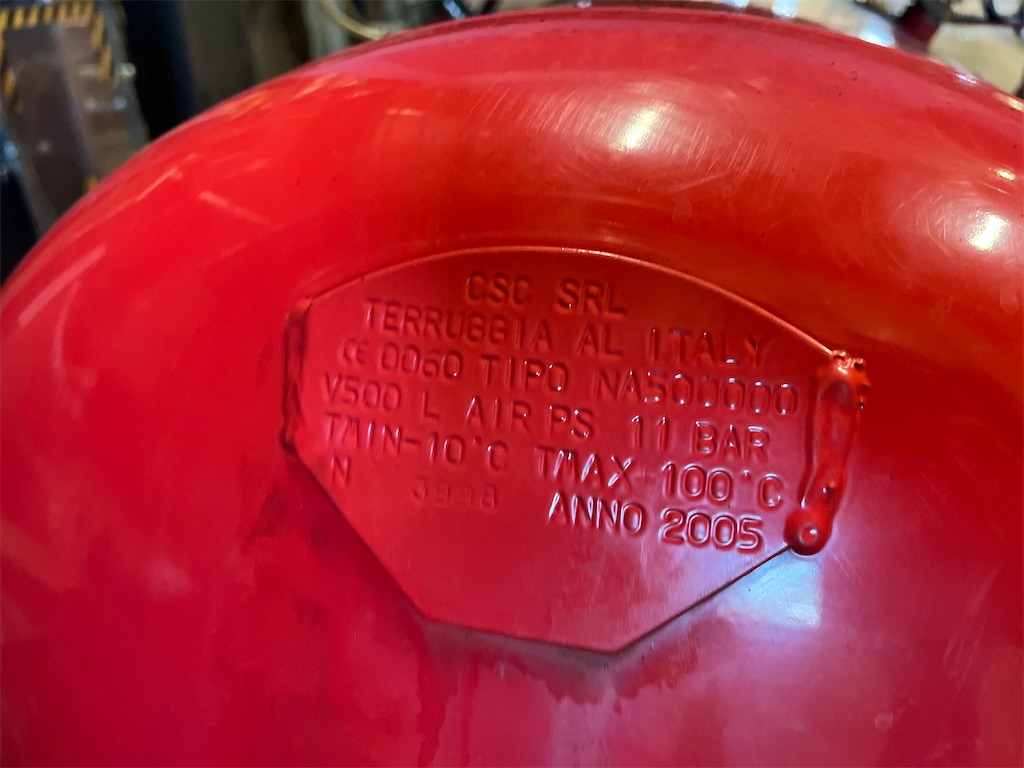 CSC SRL
TERRUGGIA AL ITALY
CE 0060 TIPO NA500000
V500 L AIR PS 11 BAR
TMIN-10°C TMAX+100°C
N ANNO 2005